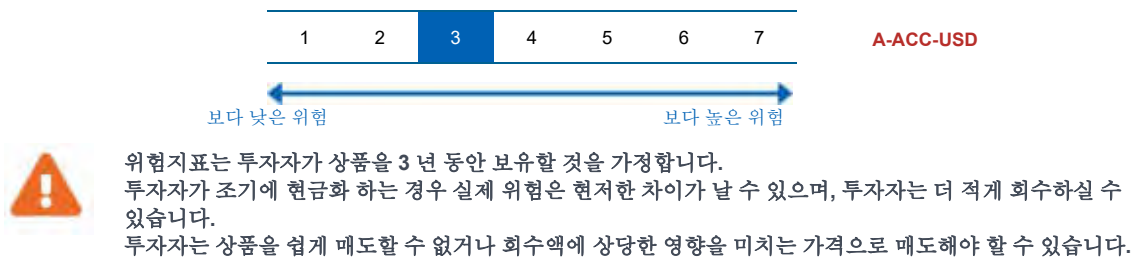 1 2 3 4 5 6 7 A-ACC-USD
보다 낮은 위험 보다 높은 위험
위험지표는 투자자가 상품을 3 년 동안 보유할 것을 가정합니다.
투자자가 조기에 현금화 하는 경우 실제 위험은 현저한 차이가 날 수 있으며, 투자자는 더 적게 회수하실 수
있습니다.
투자자는 상품을 쉽게 매도할 수 없거나 회수액에 상당한 영향을 미치는 가격으로 매도해야 할 수 있습니다.